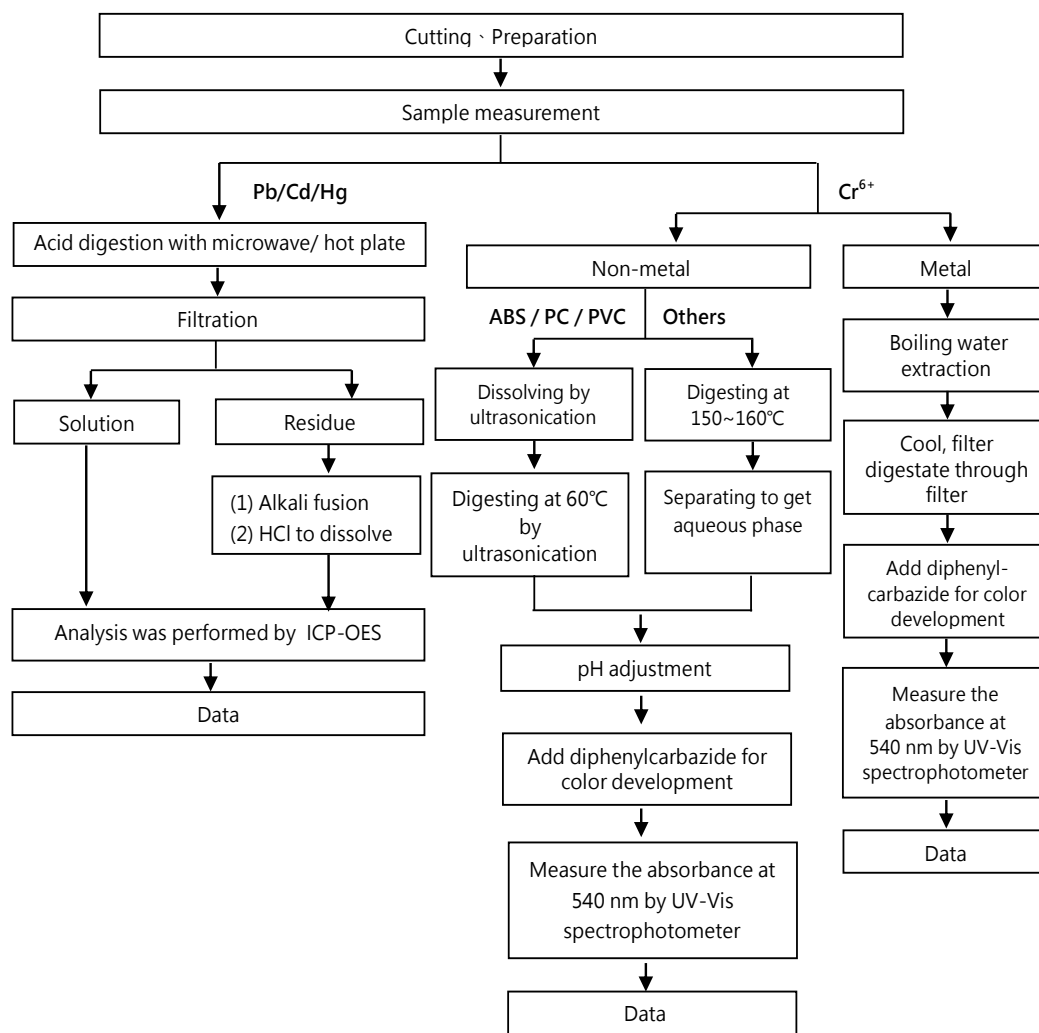 Cutting、Preparation
Sample measurement
Pb/Cd/Hg
Cr⁶⁺
Acid digestion with microwave/ hot plate
Filtration
Solution
Residue
(1) Alkali fusion
(2) HCl to dissolve
Analysis was performed by ICP-OES
Data
Non-metal
ABS / PC / PVC
Others
Dissolving by
ultrasonication
Digesting at 60℃
by
ultrasonication
Digesting at
150~160℃
Separating to get
aqueous phase
pH adjustment
Add diphenylcarbazide for
color development
Measure the absorbance at
540 nm by UV-Vis
spectrophotometer
Data
Metal
Boiling water
extraction
Cool, filter
digestate through
filter
Add diphenyl-
carbazide for color
development
Measure the
absorbance at
540 nm by UV-Vis
spectrophotometer
Data